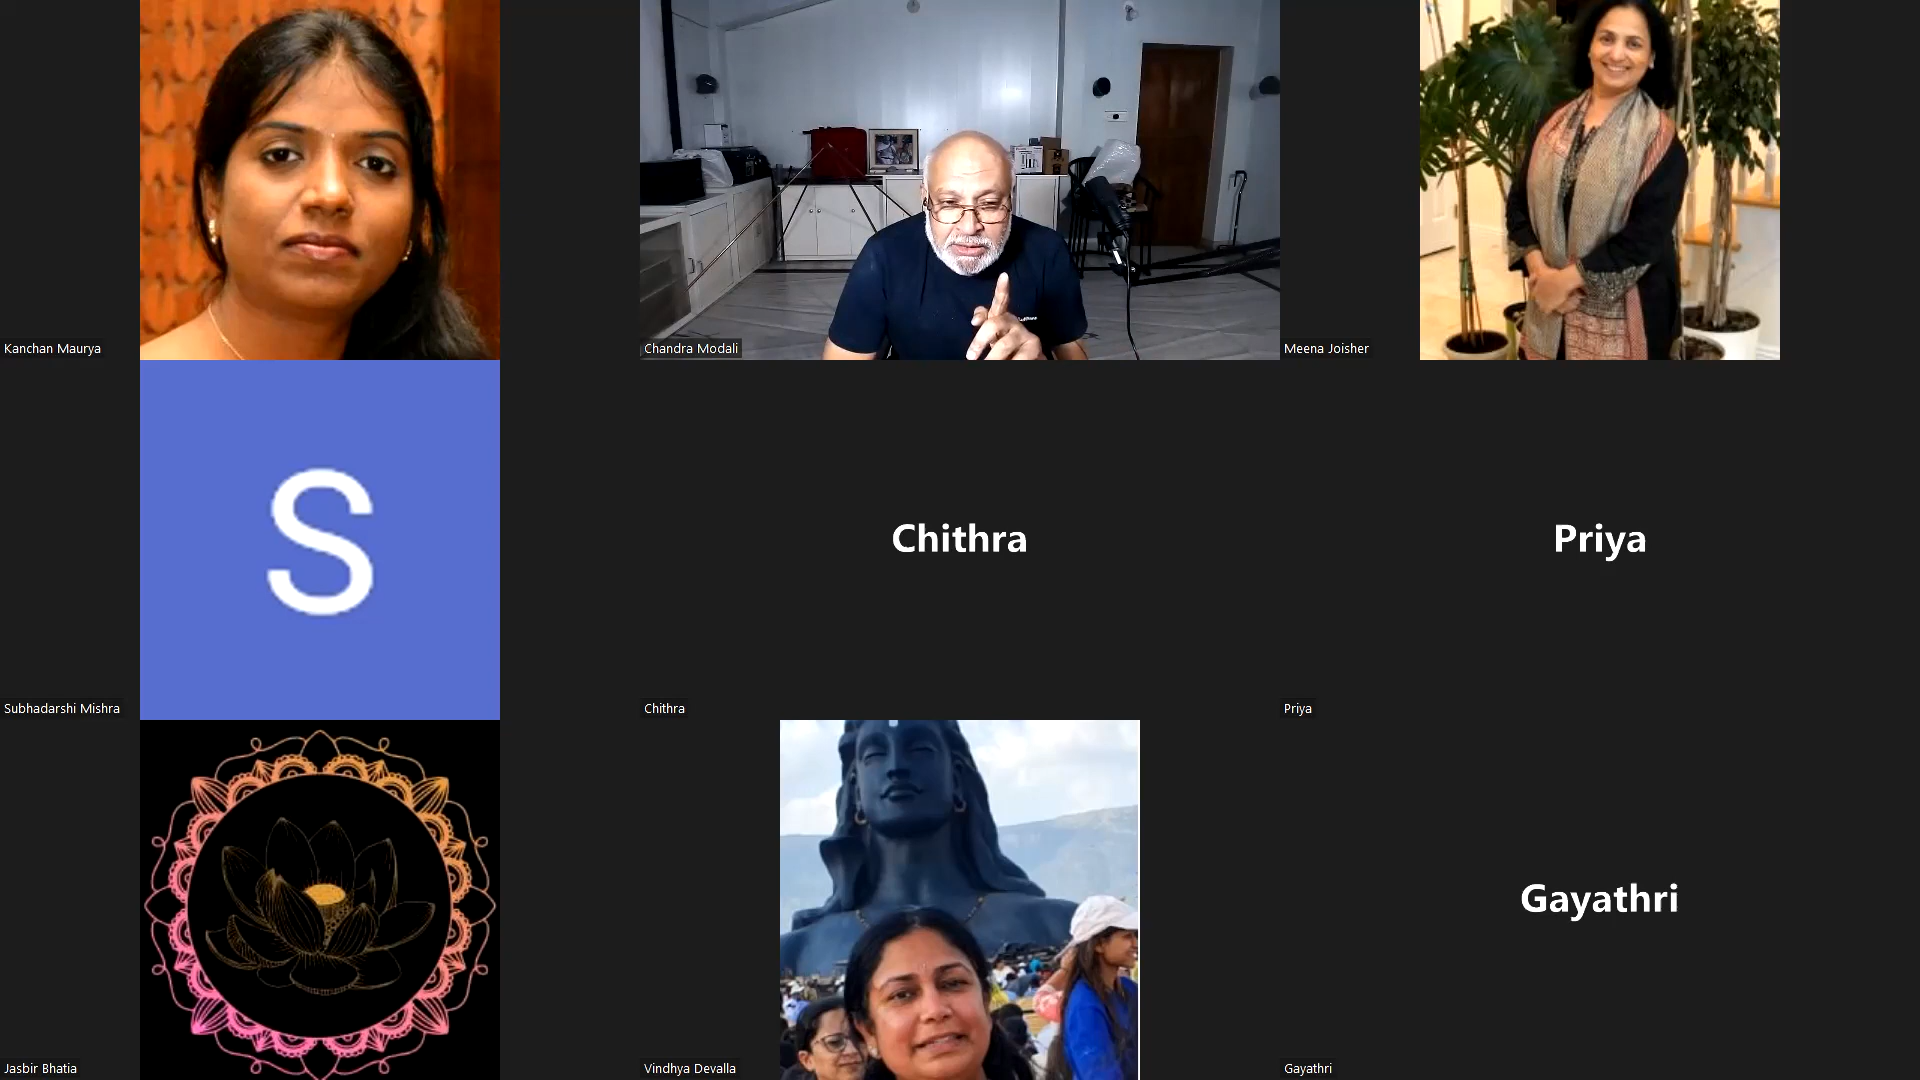 Kanchan Maurya
Chandra Modali
Meena Joisher
S
Subhadarshi Mishra
Chithra
Chithra
Priya
Priya
Jasbir Bhatia
Vindhya Devalla
Gayathri
Gayathri